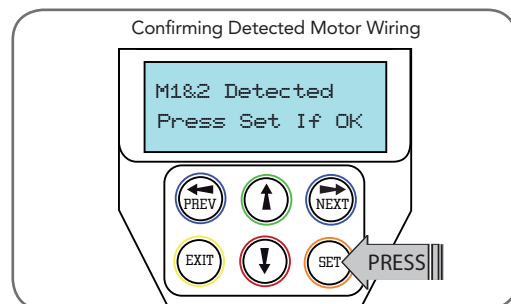 Confirming Detected Motor Wiring
M1&2 Detected
Press Set If OK
PREV
NEXT
EXIT
SET
PRESS